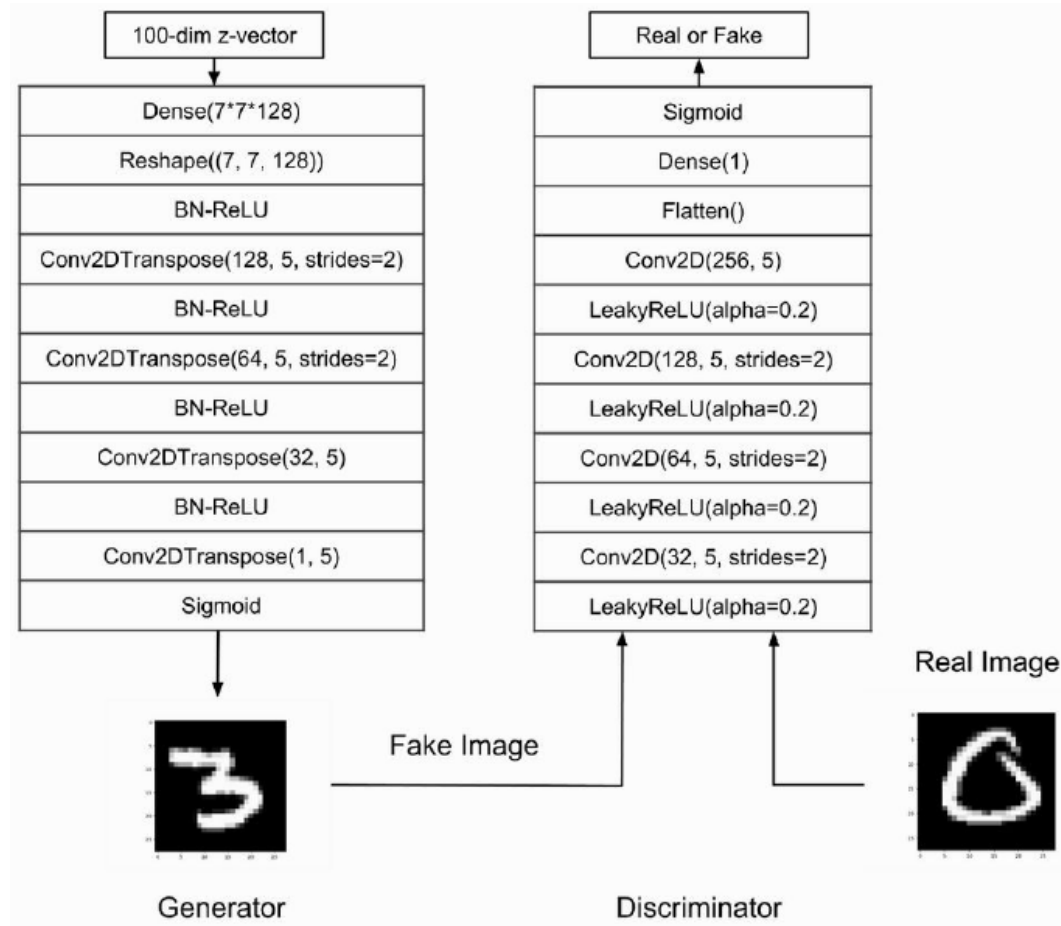 100-dim z-vector
Dense(7*7*128)
Reshape((7, 7, 128))
BN-ReLU
Conv2DTranspose(128, 5, strides=2)
BN-ReLU
Conv2DTranspose(64, 5, strides=2)
BN-ReLU
Conv2DTranspose(32, 5)
BN-ReLU
Conv2DTranspose(1, 5)
Sigmoid
Generator
Fake Image
Real or Fake
Sigmoid
Dense(1)
Flatten()
Conv2D(256, 5)
LeakyReLU(alpha=0.2)
Conv2D(128, 5, strides=2)
LeakyReLU(alpha=0.2)
Conv2D(64, 5, strides=2)
LeakyReLU(alpha=0.2)
Conv2D(32, 5, strides=2)
LeakyReLU(alpha=0.2)
Discriminator
Real Image